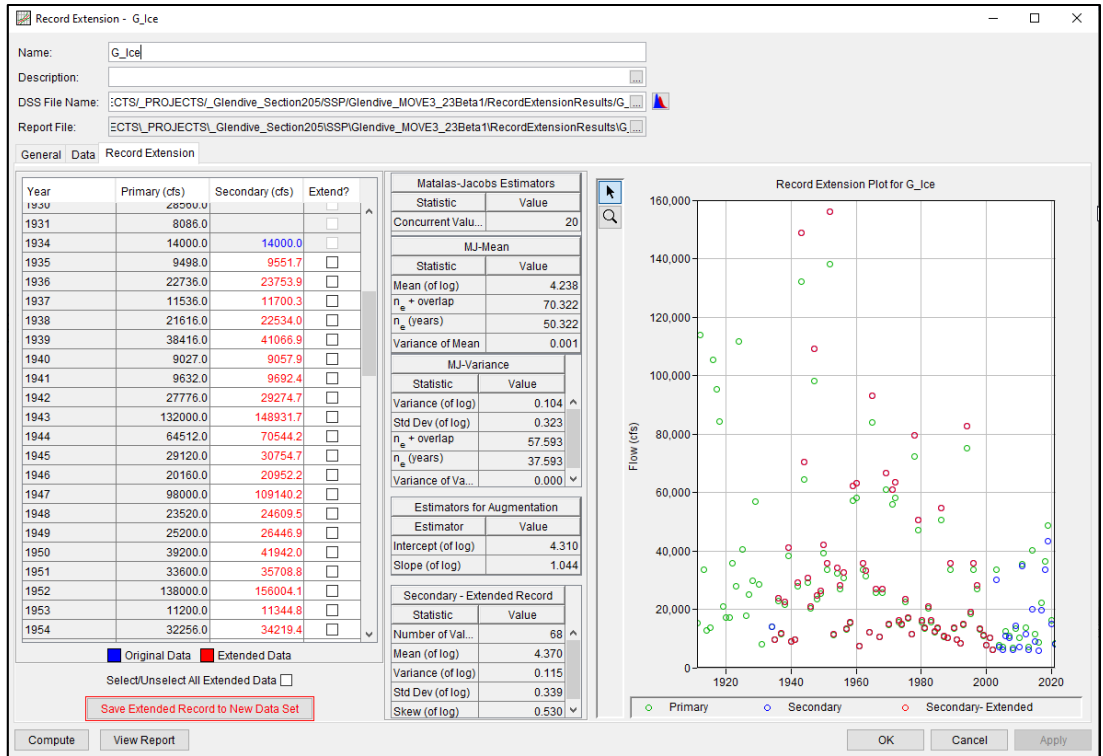 Record Extension - G_Ice
Name: G_Ice
Description: ...
DSS File Name: :CTS/_PROJECTS/_Glendive_Section205/SSP/Glendive_MOVE3_23Beta1/RecordExtensionResults/G_ ...
Report File: ECTS\_PROJECTS\_Glendive_Section205\SSP\Glendive_MOVE3_23Beta1\RecordExtensionResults\G_ ...
General Data Record Extension
Year Primary (cfs) Secondary (cfs) Extend?
1930 28560.0
1931 8086.0
1934 14000.0 14000.0
1935 9498.0 9551.7
1936 22736.0 23753.9
1937 11536.0 11700.3
1938 21616.0 22534.0
1939 38416.0 41066.9
1940 9027.0 9057.9
1941 9632.0 9692.4
1942 27776.0 29274.7
1943 132000.0 148931.7
1944 64512.0 70544.2
1945 29120.0 30754.7
1946 20160.0 20952.2
1947 98000.0 109140.2
1948 23520.0 24609.5
1949 25200.0 26446.9
1950 39200.0 41942.0
1951 33600.0 35708.8
1952 138000.0 156004.1
1953 11200.0 11344.8
1954 32256.0 34219.4
Original Data Extended Data
Select/Unselect All Extended Data
Save Extended Record to New Data Set
Matalas-Jacobs Estimators
Statistic Value
Concurrent Valu... 20
MJ-Mean
Statistic Value
Mean (of log) 4.238
n_e + overlap 70.322
n_e (years) 50.322
Variance of Mean 0.001
MJ-Variance
Statistic Value
Variance (of log) 0.104
Std Dev (of log) 0.323
n_e + overlap 57.593
n_e (years) 37.593
Variance of Va... 0.000
Estimators for Augmentation
Estimator Value
Intercept (of log) 4.310
Slope (of log) 1.044
Secondary - Extended Record
Statistic Value
Number of Val... 68
Mean (of log) 4.370
Variance (of log) 0.115
Std Dev (of log) 0.339
Skew (of log) 0.530
Record Extension Plot for G_Ice
160,000
140,000
120,000
100,000
80,000
60,000
40,000
20,000
0
Flow (cfs)
1920 1940 1960 1980 2000 2020
Primary Secondary Secondary- Extended
Compute View Report OK Cancel Apply